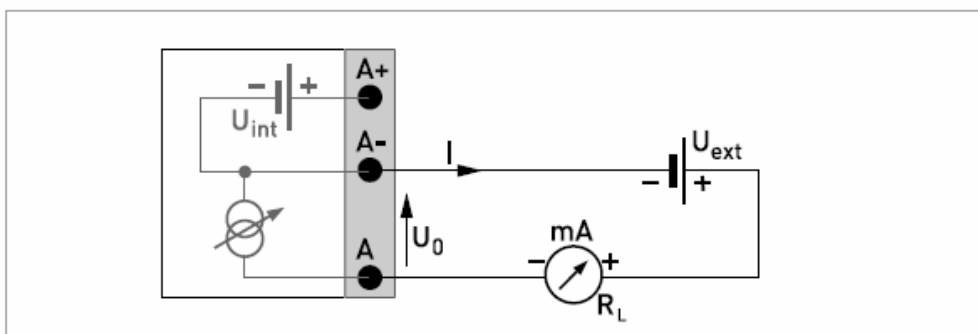 A+
− +
U_int
A-
I
U_ext
− +
U_0
A
mA
− +
R_L